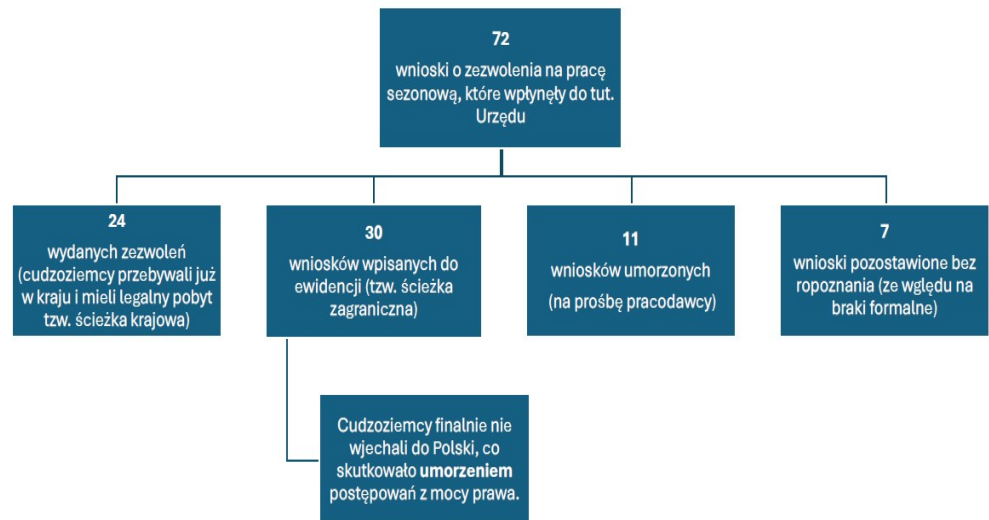 72
wnioski o zezwolenia na pracę
sezonową, które wpłynęły do tut.
Urzędu
24
wydanych zezwoleń
(cudzoziemcy przebywali już
w kraju i mieli legalny pobyt
tzw. ścieżka krajowa)
30
wniosków wpisanych do
ewidencji (tzw. ścieżka
zagraniczna)
11
wniosków umorzonych
(na prośbę pracodawcy)
7
wnioski pozostawione bez
ropoznania (ze względu na
braki formalne)
Cudzoziemcy finalnie nie
wjechali do Polski, co
skutkowało umorzeniem
postępowań z mocy prawa.